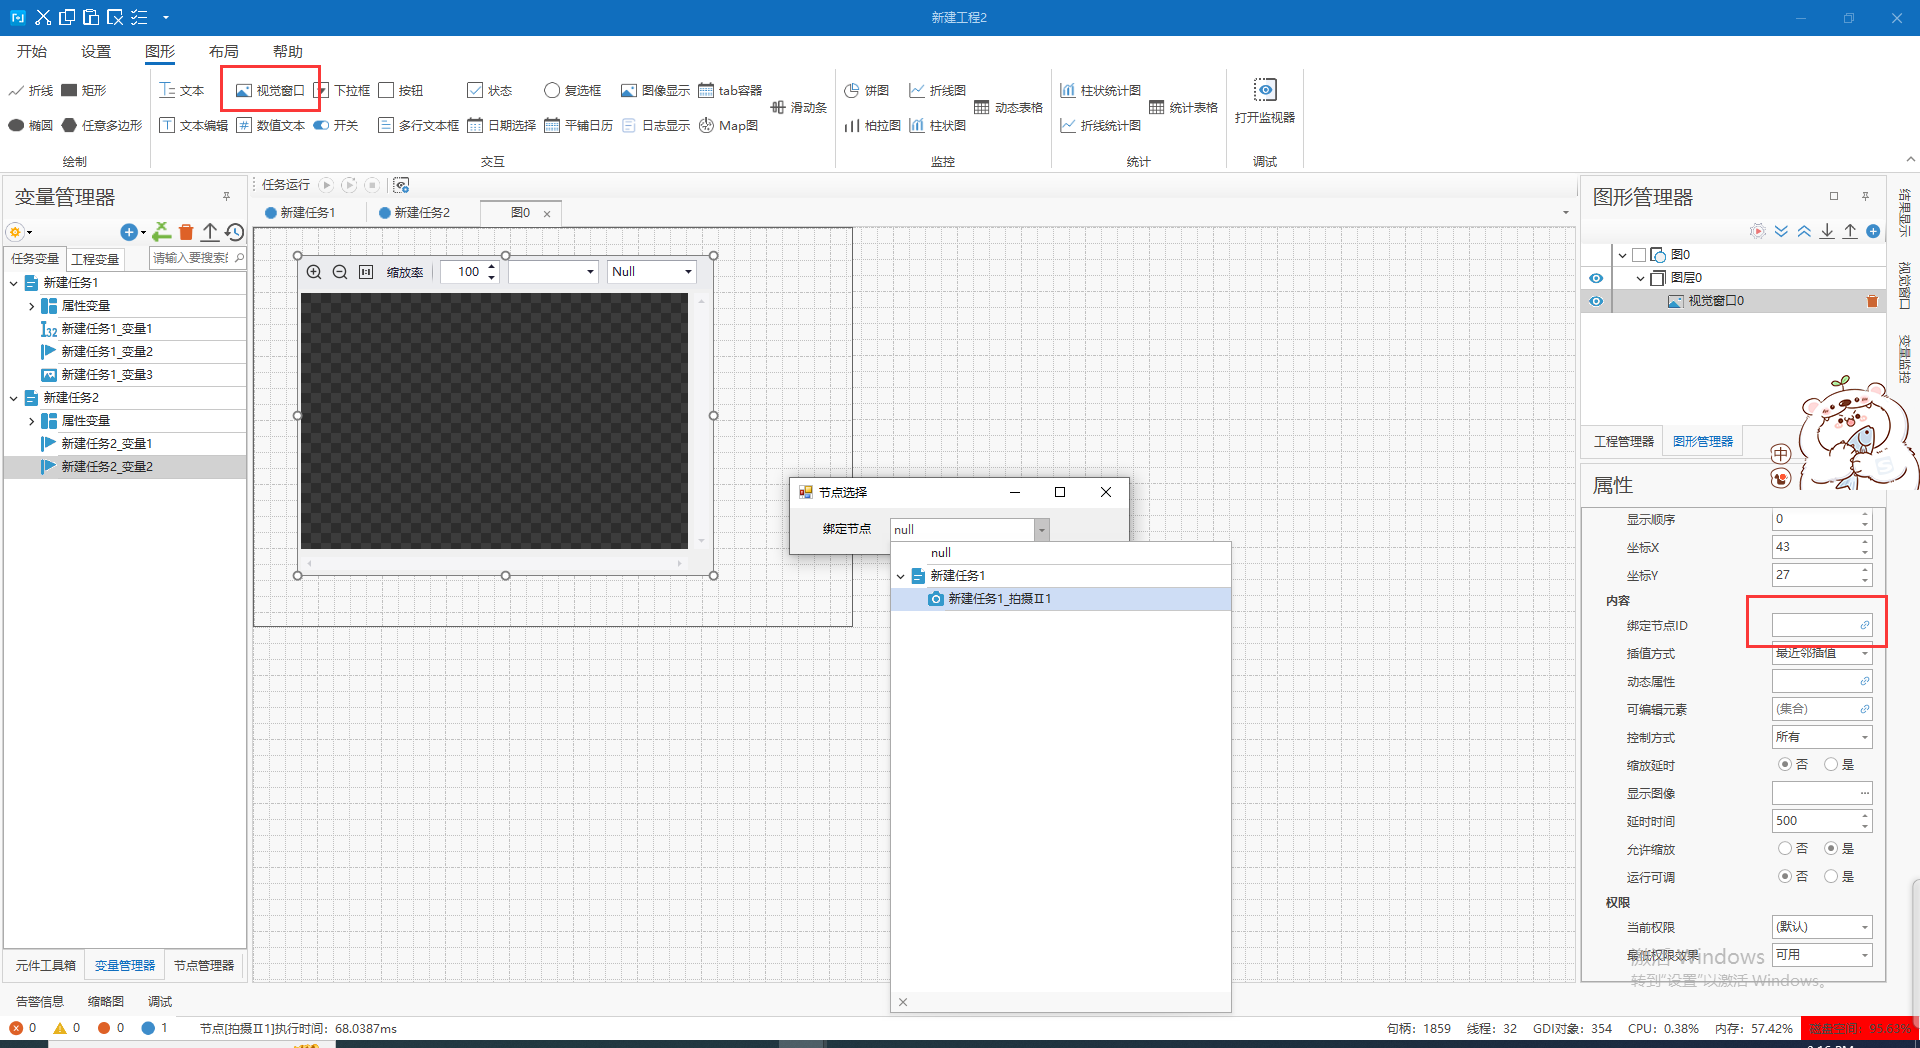 新建工程2
开始 设置 图形 布局 帮助
折线 矩形 文本 视觉窗口 下拉框 按钮 状态 复选框 图像显示 tab容器 饼图 折线图 柱状统计图 打开监视器
滑动条 动态表格 统计表格
椭圆 任意多边形 文本编辑 数值文本 开关 多行文本框 日期选择 平铺日历 日志显示 Map图 柏拉图 柱状图 折线统计图
绘制 交互 监控 统计 调试
变量管理器
任务变量 工程变量 请输入要搜索
新建任务1
属性变量
新建任务1_变量1
新建任务1_变量2
新建任务1_变量3
新建任务2
属性变量
新建任务2_变量1
新建任务2_变量2
元件工具箱 变量管理器 节点管理器
任务运行
新建任务1 新建任务2 图0
缩放率 100 Null
节点选择
绑定节点 null
null
新建任务1
新建任务1_拍摄II1
图形管理器
图0
图层0
视觉窗口0
工程管理器 图形管理器
中
结果显示
视觉窗口
变量监控
属性
显示顺序 0
坐标X 43
坐标Y 27
内容
绑定节点ID
插值方式 最近邻插值
动态属性
可编辑元素 (集合)
控制方式 所有
缩放延时 否 是
显示图像
延时时间 500
允许缩放 否 是
运行可调 否 是
权限
当前权限 (默认)
最低权限效果 可用
激活 Windows
转到"设置"以激活 Windows。
告警信息 缩略图 调试
0 0 0 1 节点[拍摄II1]执行时间：68.0387ms
句柄：1859 线程：32 GDI对象：354 CPU：0.38% 内存：57.42%